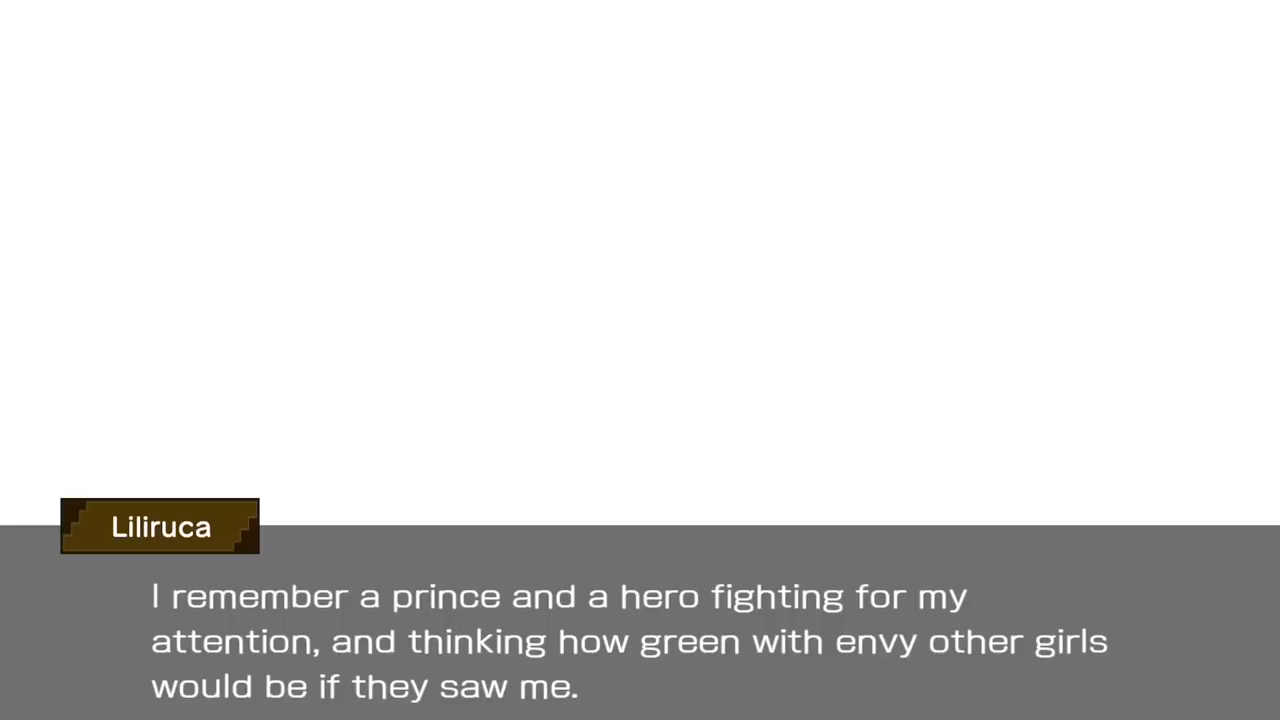 Liliruca
I remember a prince and a hero fighting for my
attention, and thinking how green with envy other girls
would be if they saw me.